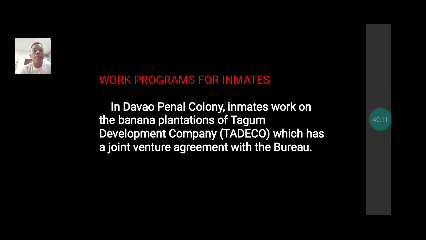 WORK PROGRAMS FOR INMATES
In Davao Penal Colony, inmates work on
the banana plantations of Tagum
Development Company (TADECO) which has
a joint venture agreement with the Bureau.